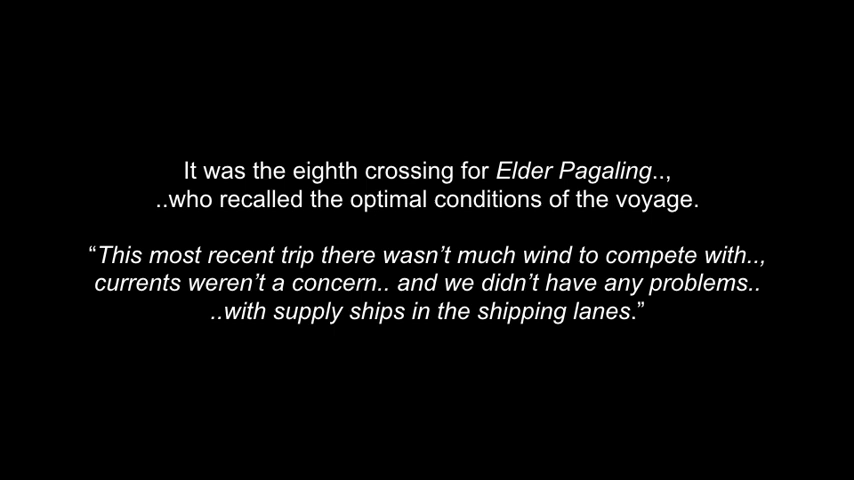 It was the eighth crossing for Elder Pagaling..,
..who recalled the optimal conditions of the voyage.
“This most recent trip there wasn’t much wind to compete with..,
currents weren’t a concern.. and we didn’t have any problems..
..with supply ships in the shipping lanes.”